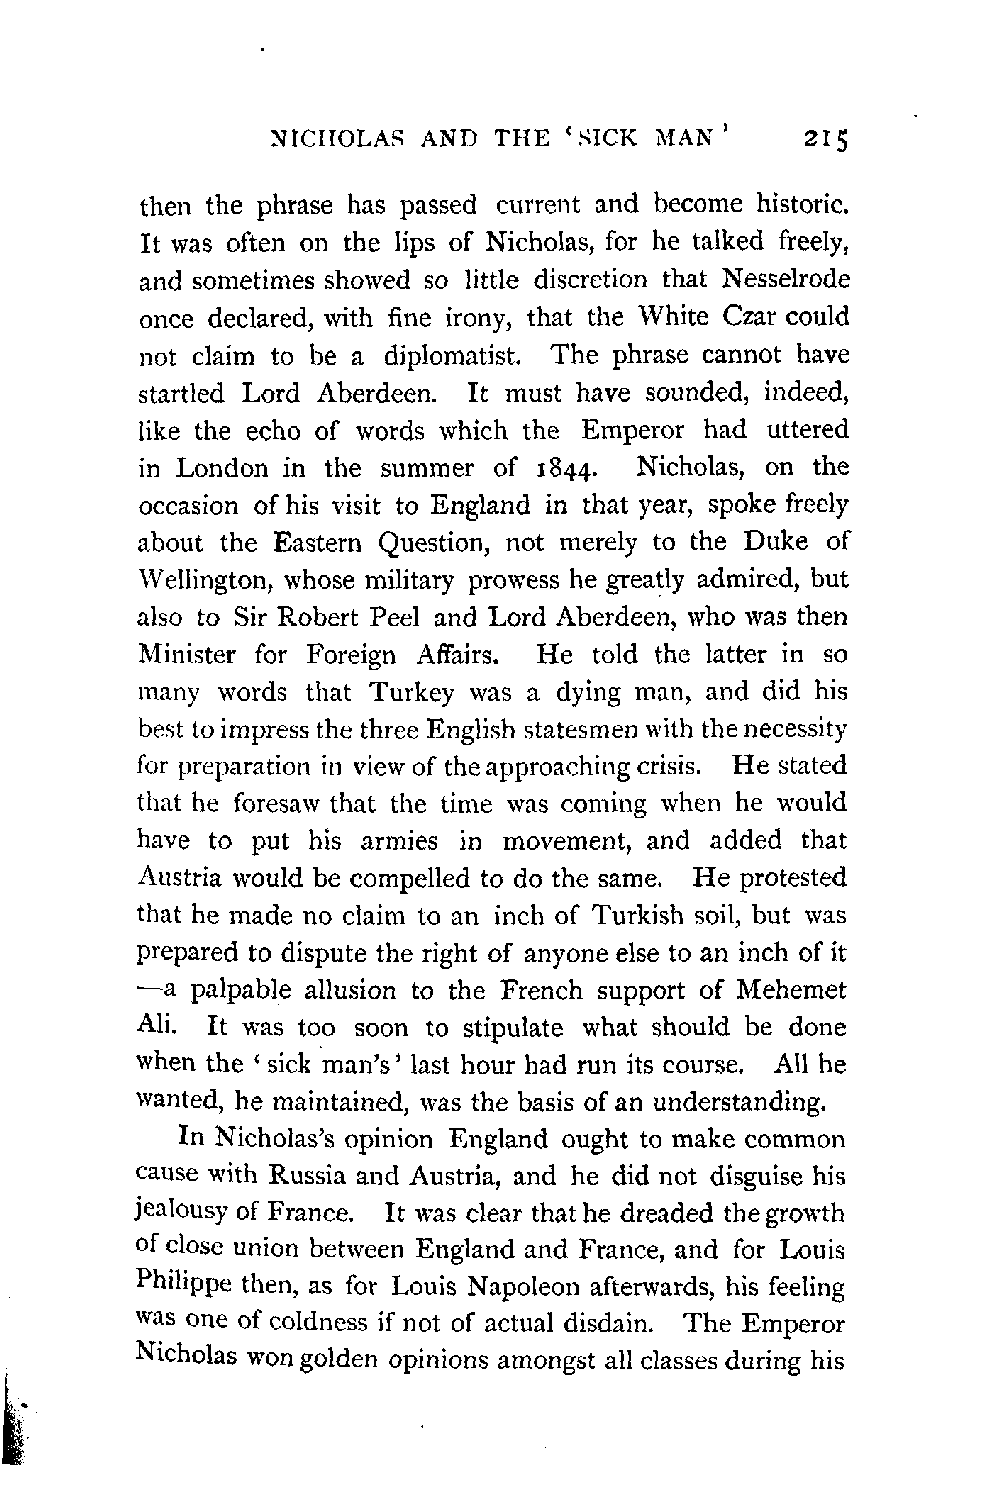 NICHOLAS AND THE ‘SICK MAN’ 215
then the phrase has passed current and become historic.
It was often on the lips of Nicholas, for he talked freely,
and sometimes showed so little discretion that Nesselrode
once declared, with fine irony, that the White Czar could
not claim to be a diplomatist. The phrase cannot have
startled Lord Aberdeen. It must have sounded, indeed,
like the echo of words which the Emperor had uttered
in London in the summer of 1844. Nicholas, on the
occasion of his visit to England in that year, spoke freely
about the Eastern Question, not merely to the Duke of
Wellington, whose military prowess he greatly admired, but
also to Sir Robert Peel and Lord Aberdeen, who was then
Minister for Foreign Affairs. He told the latter in so
many words that Turkey was a dying man, and did his
best to impress the three English statesmen with the necessity
for preparation in view of the approaching crisis. He stated
that he foresaw that the time was coming when he would
have to put his armies in movement, and added that
Austria would be compelled to do the same. He protested
that he made no claim to an inch of Turkish soil, but was
prepared to dispute the right of anyone else to an inch of it
—a palpable allusion to the French support of Mehemet
Ali. It was too soon to stipulate what should be done
when the ‘sick man's’ last hour had run its course. All he
wanted, he maintained, was the basis of an understanding.
In Nicholas's opinion England ought to make common
cause with Russia and Austria, and he did not disguise his
jealousy of France. It was clear that he dreaded the growth
of close union between England and France, and for Louis
Philippe then, as for Louis Napoleon afterwards, his feeling
was one of coldness if not of actual disdain. The Emperor
Nicholas won golden opinions amongst all classes during his